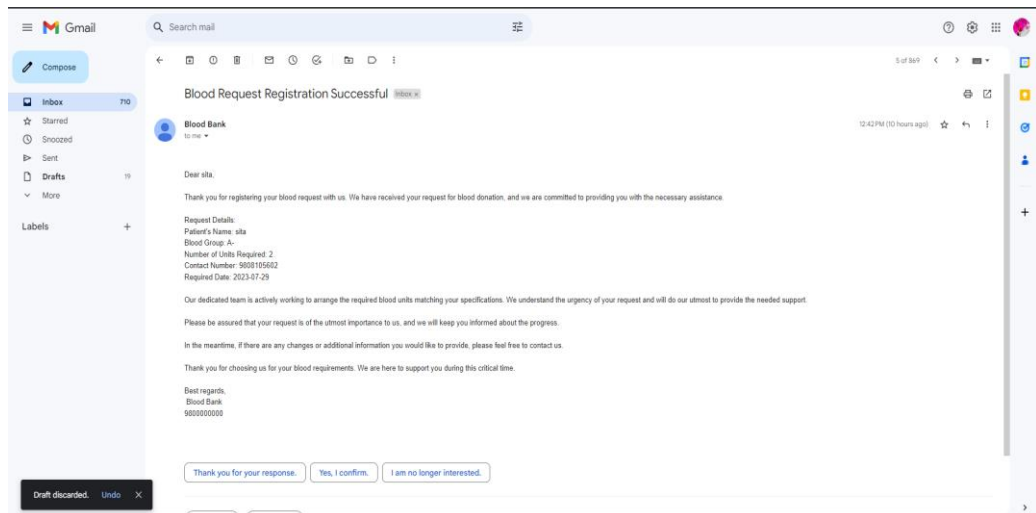 Gmail
Search mail
Compose
5 of 869
Inbox 710
Starred
Snoozed
Sent
Drafts 19
More
Labels
Blood Request Registration Successful Inbox x
Blood Bank
12:42 PM (10 hours ago)
to me
Dear sita,
Thank you for registering your blood request with us. We have received your request for blood donation, and we are committed to providing you with the necessary assistance.
Request Details:
Patient's Name: sita
Blood Group: A-
Number of Units Required: 2
Contact Number: 9808105602
Required Date: 2023-07-29
Our dedicated team is actively working to arrange the required blood units matching your specifications. We understand the urgency of your request and will do our utmost to provide the needed support.
Please be assured that your request is of the utmost importance to us, and we will keep you informed about the progress.
In the meantime, if there are any changes or additional information you would like to provide, please feel free to contact us.
Thank you for choosing us for your blood requirements. We are here to support you during this critical time.
Best regards,
Blood Bank
9800000000
Thank you for your response.
Yes, I confirm.
I am no longer interested.
Draft discarded. Undo